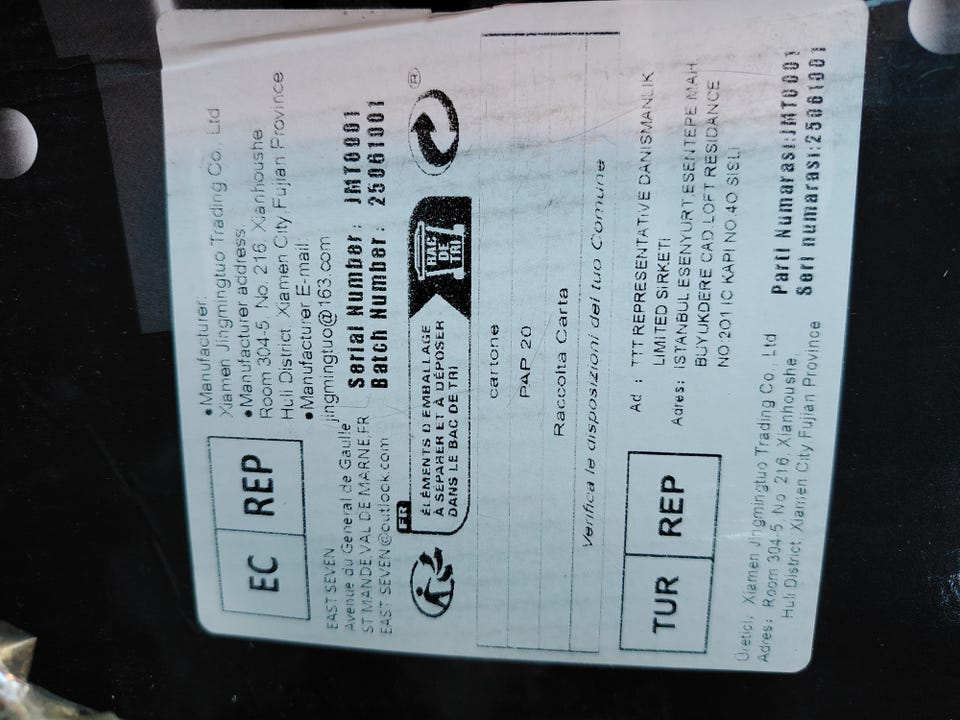 EC REP
EAST SEVEN
Avenue du General de Gaulle
ST MANDE,VAL DE MARNE,FR
EAST SEVEN@outlook.com
•Manufacturer:
Xiamen Jingmingtuo Trading Co., Ltd
•Manufacturer address:
Room 304-5, No. 216, Xianhoushe,
Huli District, Xiamen City, Fujian Province
•Manufacturer E-mail:
jingmingtuo@163.com
Serial Number: JMT0001
Batch Number: 25061001
FR
ÉLÉMENTS D'EMBALLAGE
À SÉPARER ET À DÉPOSER
DANS LE BAC DE TRI
BAC
DE
TRI
®
cartone
PAP 20
Raccolta Carta
Verifica le disposizioni del tuo Comune
TUR REP
Ad : TTT REPRESENTATIVE DANISMANLIK
LIMITED SIRKETI
Adres: ISTANBUL ESENYURT,ESENTEPE MAH.
BUYUKDERE CAD.LOFT RESIDANCE
NO.201 IC KAPI NO.40 SISLI
Üretici: Xiamen Jingmingtuo Trading Co., Ltd
Adres: Room 304-5, No. 216, Xianhoushe,
Huli District, Xiamen City, Fujian Province
Parti Numarası:JMT0001
Seri numarası:25061001